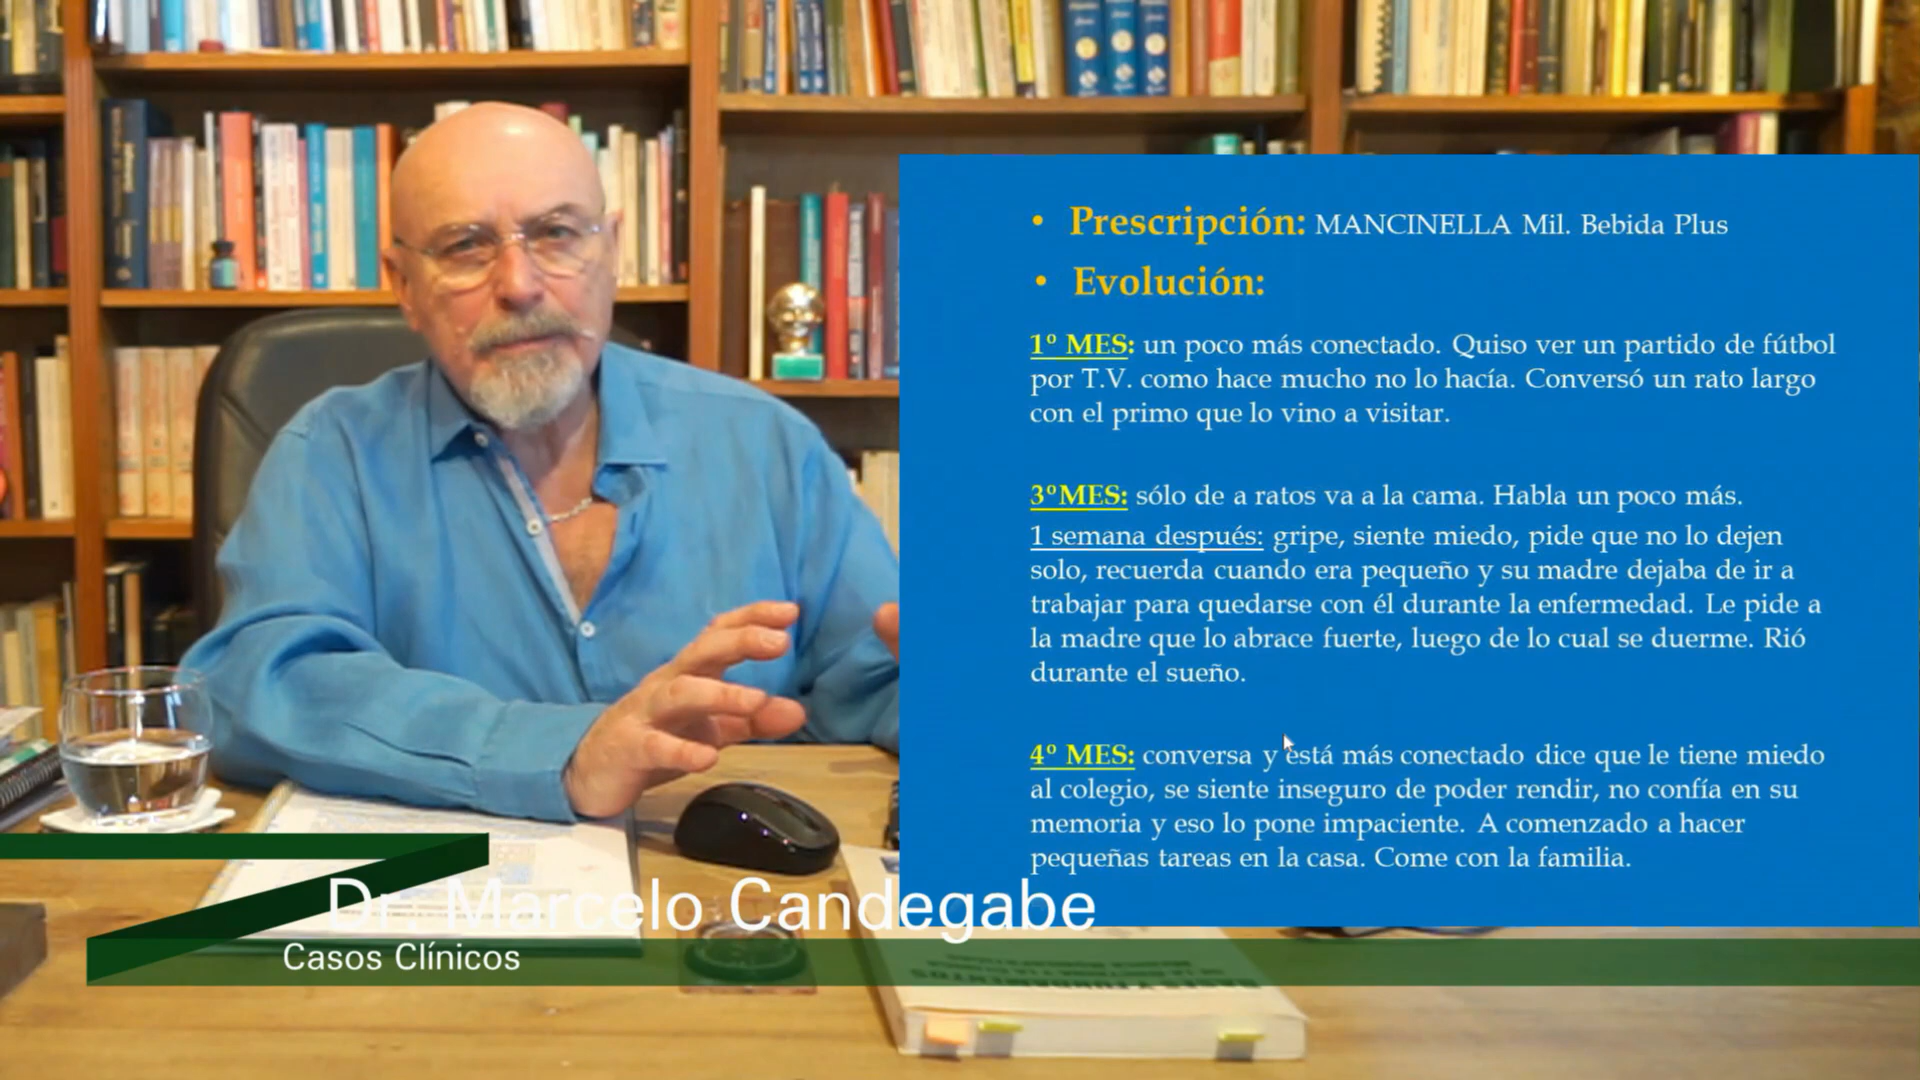 • Prescripción: MANCINELLA Mil. Bebida Plus
• Evolución:
1º MES: un poco más conectado. Quiso ver un partido de fútbol
por T.V. como hace mucho no lo hacía. Conversó un rato largo
con el primo que lo vino a visitar.
3ºMES: sólo de a ratos va a la cama. Habla un poco más.
1 semana después: gripe, siente miedo, pide que no lo dejen
solo, recuerda cuando era pequeño y su madre dejaba de ir a
trabajar para quedarse con él durante la enfermedad. Le pide a
la madre que lo abrace fuerte, luego de lo cual se duerme. Rió
durante el sueño.
4º MES: conversa y está más conectado dice que le tiene miedo
al colegio, se siente inseguro de poder rendir, no confía en su
memoria y eso lo pone impaciente. A comenzado a hacer
pequeñas tareas en la casa. Come con la familia.
Dr. Marcelo Candegabe
Casos Clínicos